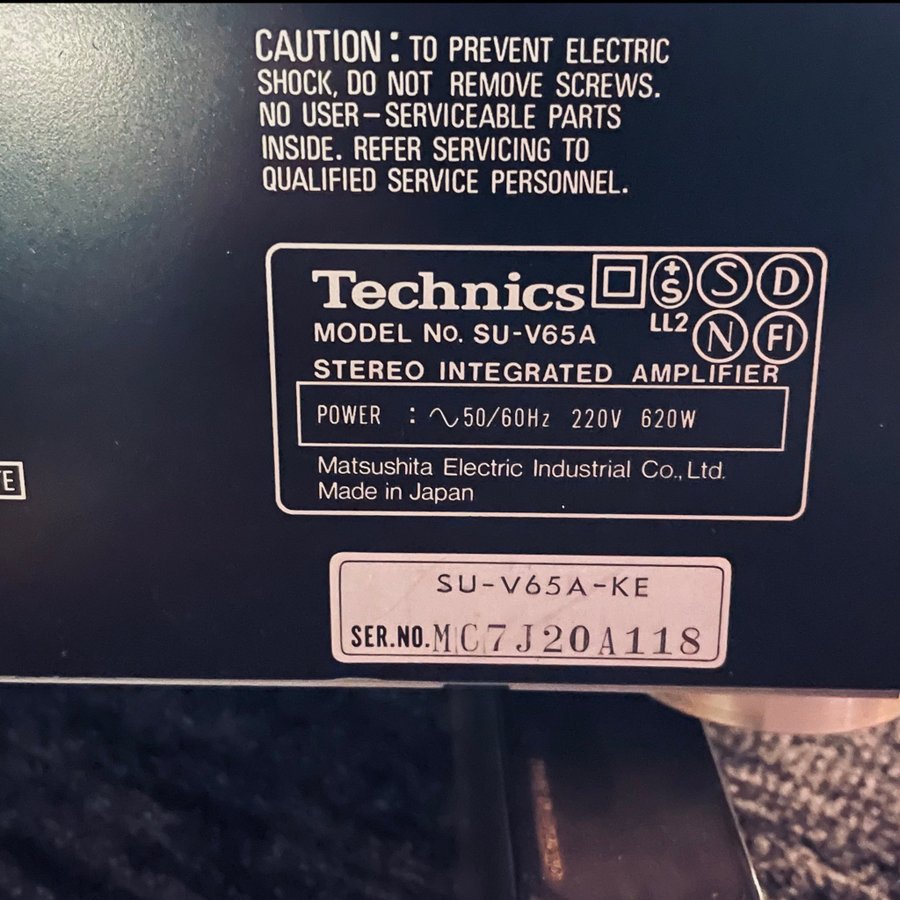 CAUTION: TO PREVENT ELECTRIC
SHOCK, DO NOT REMOVE SCREWS.
NO USER-SERVICEABLE PARTS
INSIDE. REFER SERVICING TO
QUALIFIED SERVICE PERSONNEL.
Technics +S S D
MODEL No. SU-V65A LL2 N FI
STEREO INTEGRATED AMPLIFIER
POWER : ∿50/60Hz 220V 620W
Matsushita Electric Industrial Co., Ltd.
Made in Japan
SU-V65A-KE
SER.NO.MC7J20A118